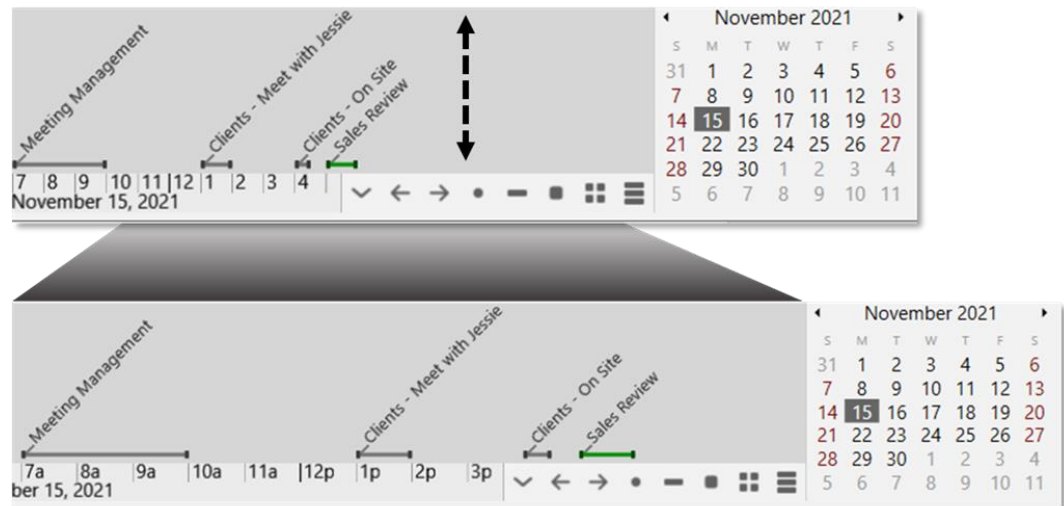 Meeting Management
Clients - Meet with Jessie
Clients - On Site
Sales Review
7 8 9 10 11 12 1 2 3 4
November 15, 2021
November 2021
S M T W T F S
31 1 2 3 4 5 6
7 8 9 10 11 12 13
14 15 16 17 18 19 20
21 22 23 24 25 26 27
28 29 30 1 2 3 4
5 6 7 8 9 10 11
Meeting Management
Clients - Meet with Jessie
Clients - On Site
Sales Review
7a 8a 9a 10a 11a 12p 1p 2p 3p
ber 15, 2021
November 2021
S M T W T F S
31 1 2 3 4 5 6
7 8 9 10 11 12 13
14 15 16 17 18 19 20
21 22 23 24 25 26 27
28 29 30 1 2 3 4
5 6 7 8 9 10 11